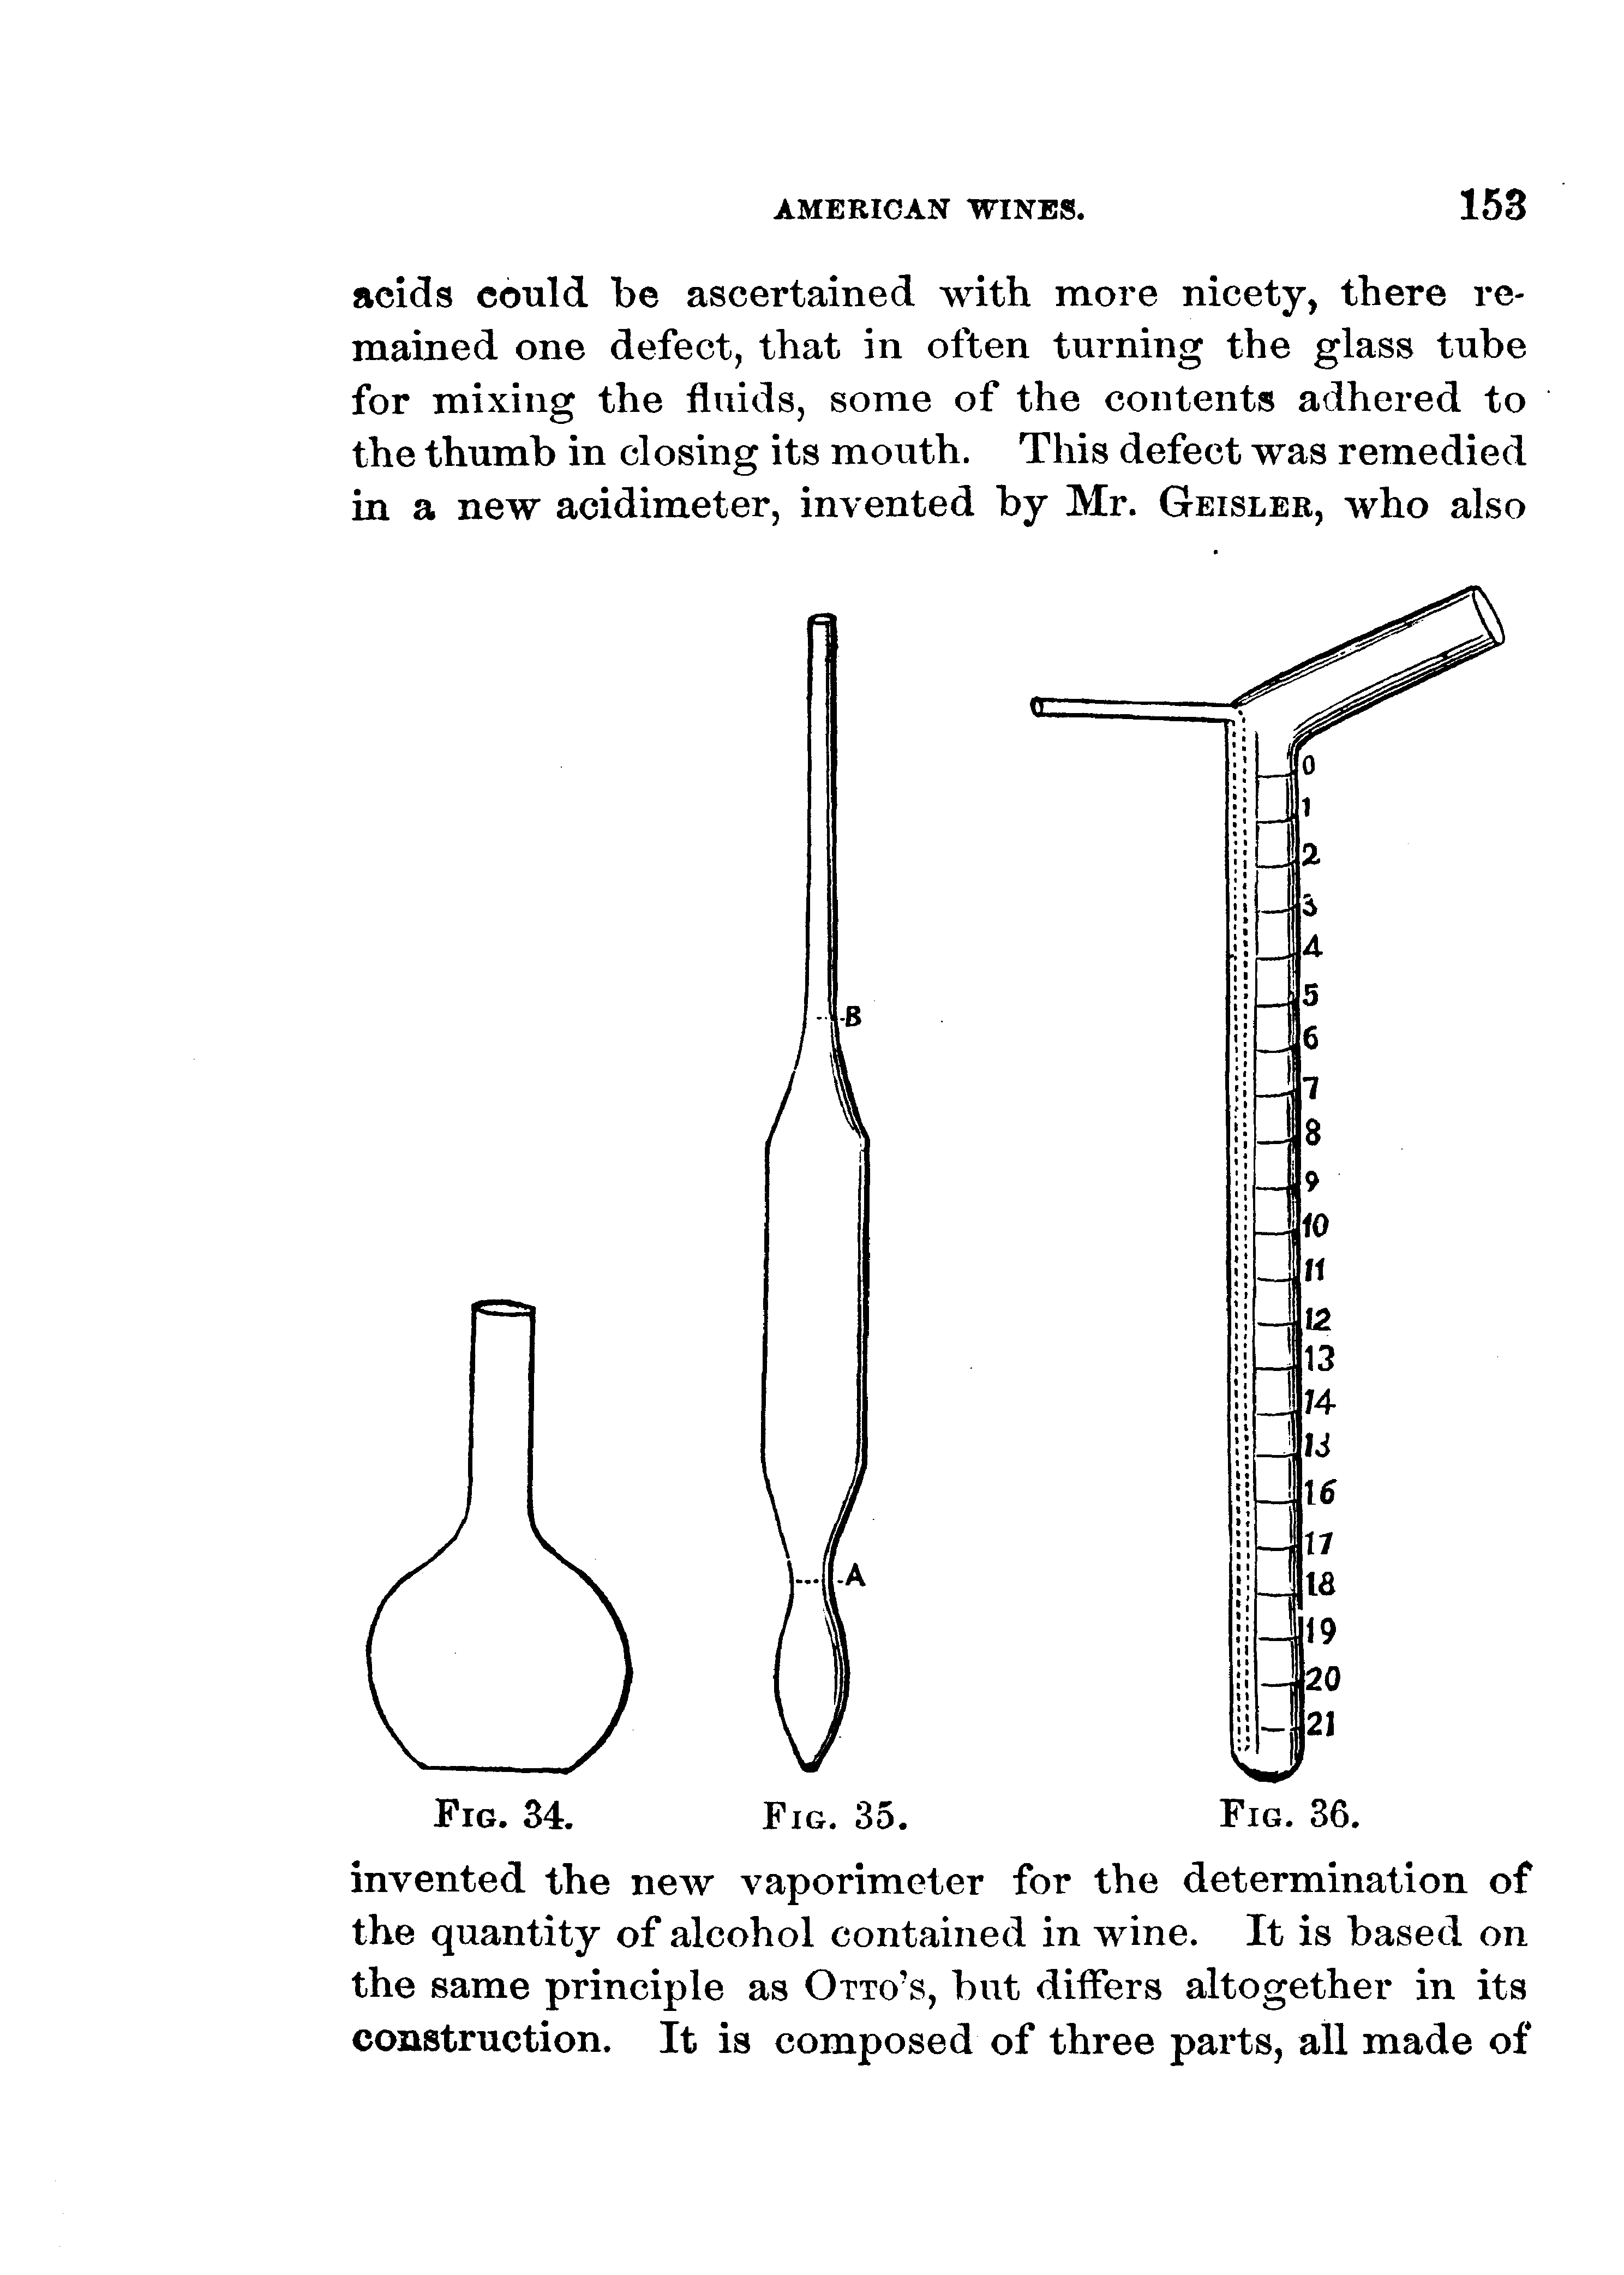 AMERICAN WINES. 153
acids could be ascertained with more nicety, there re-
mained one defect, that in often turning the glass tube
for mixing the fluids, some of the contents adhered to
the thumb in closing its mouth. This defect was remedied
in a new acidimeter, invented by Mr. GEISLER, who also
0
1
2
3
4
B
5
6
7
8
9
10
11
12
13
14
15
16
17
A
18
19
20
21
FIG. 34. FIG. 35. FIG. 36.
invented the new vaporimeter for the determination of
the quantity of alcohol contained in wine. It is based on
the same principle as OTTO'S, but differs altogether in its
construction. It is composed of three parts, all made of